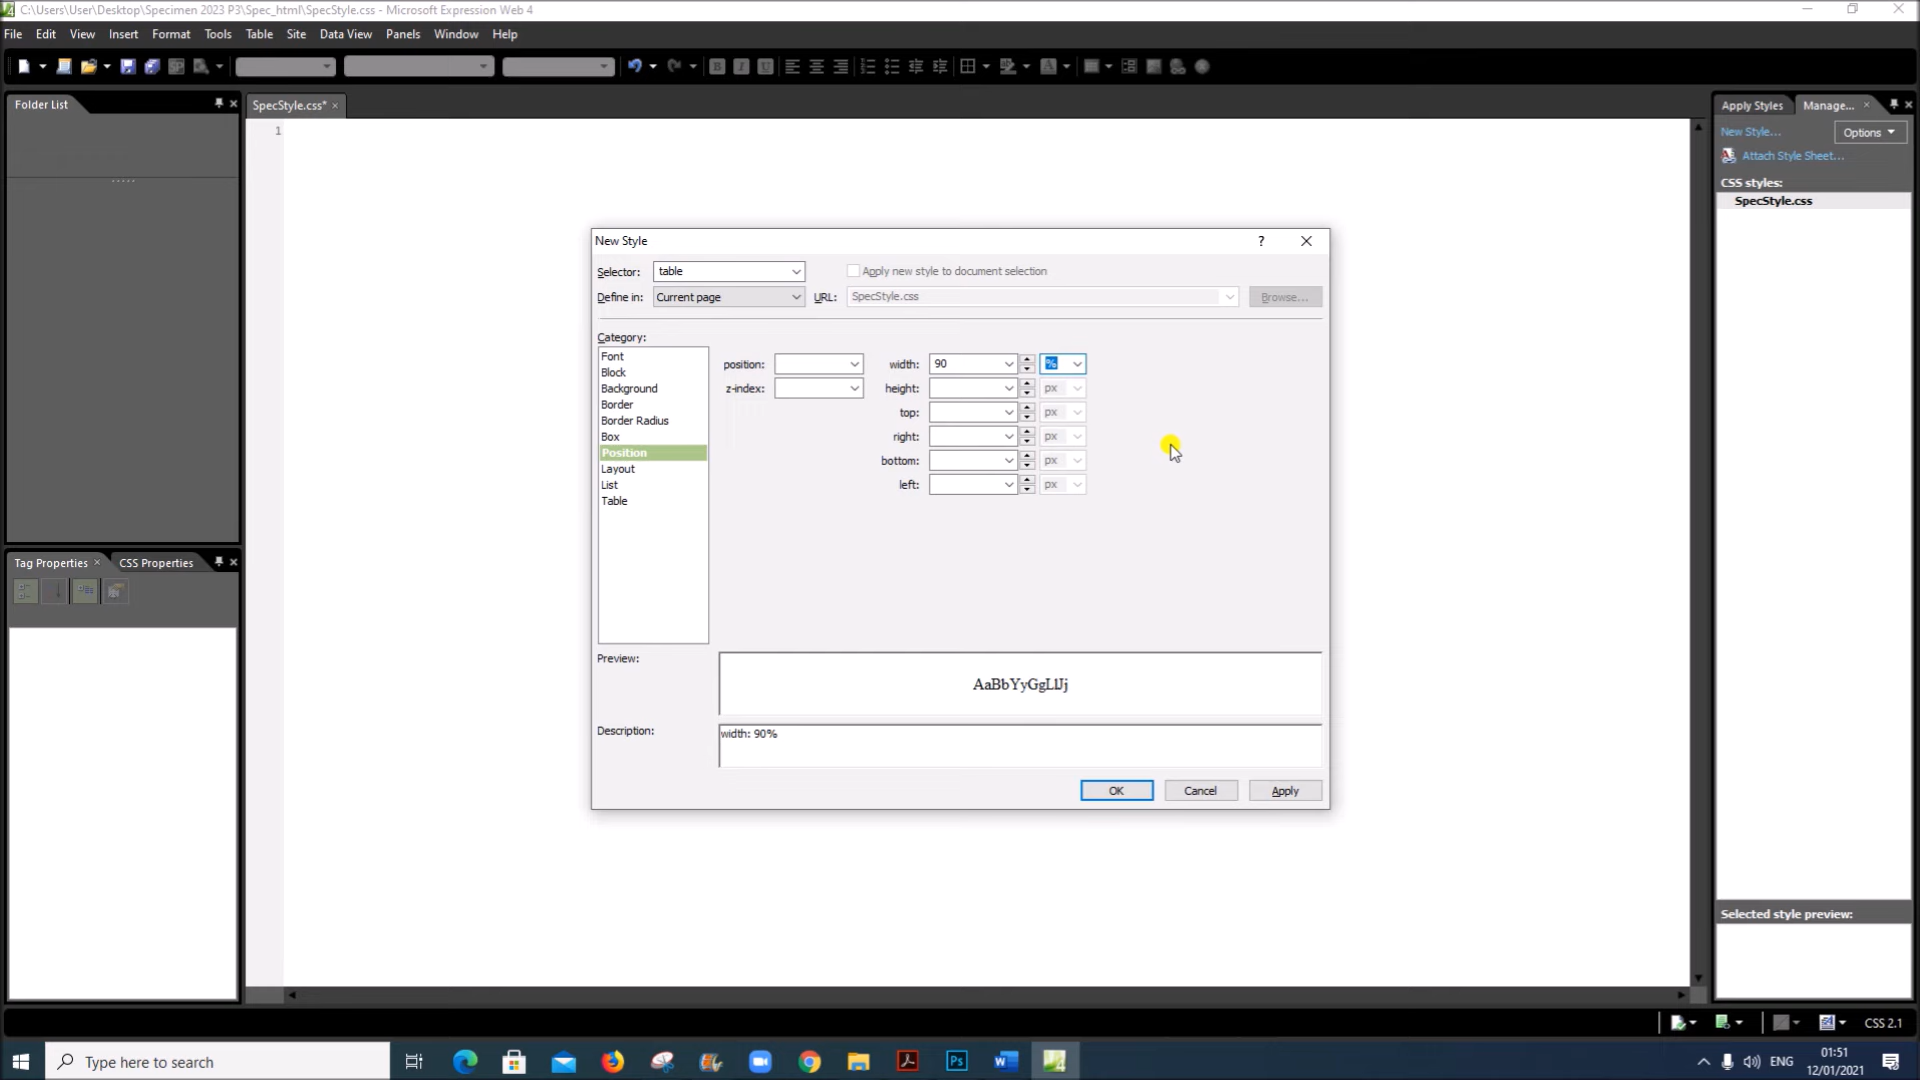 C:\Users\User\Desktop\Specimen 2023 P3\Spec_html\SpecStyle.css - Microsoft Expression Web 4
File Edit View Insert Format Tools Table Site Data View Panels Window Help
Folder List
SpecStyle.css*
Apply Styles Manage...
New Style... Options
Attach Style Sheet...
CSS styles:
SpecStyle.css
1
New Style
Selector: table Apply new style to document selection
Define in: Current page URL: SpecStyle.css Browse...
Category:
Font
Block
Background
Border
Border Radius
Box
Position
Layout
List
Table
position: width: 90 %
z-index: height: px
top: px
right: px
bottom: px
left: px
Preview:
AaBbYyGgLlJj
Description:
width: 90%
OK Cancel Apply
Tag Properties CSS Properties
Selected style preview:
CSS 2.1
Type here to search
ENG
01:51
12/01/2021